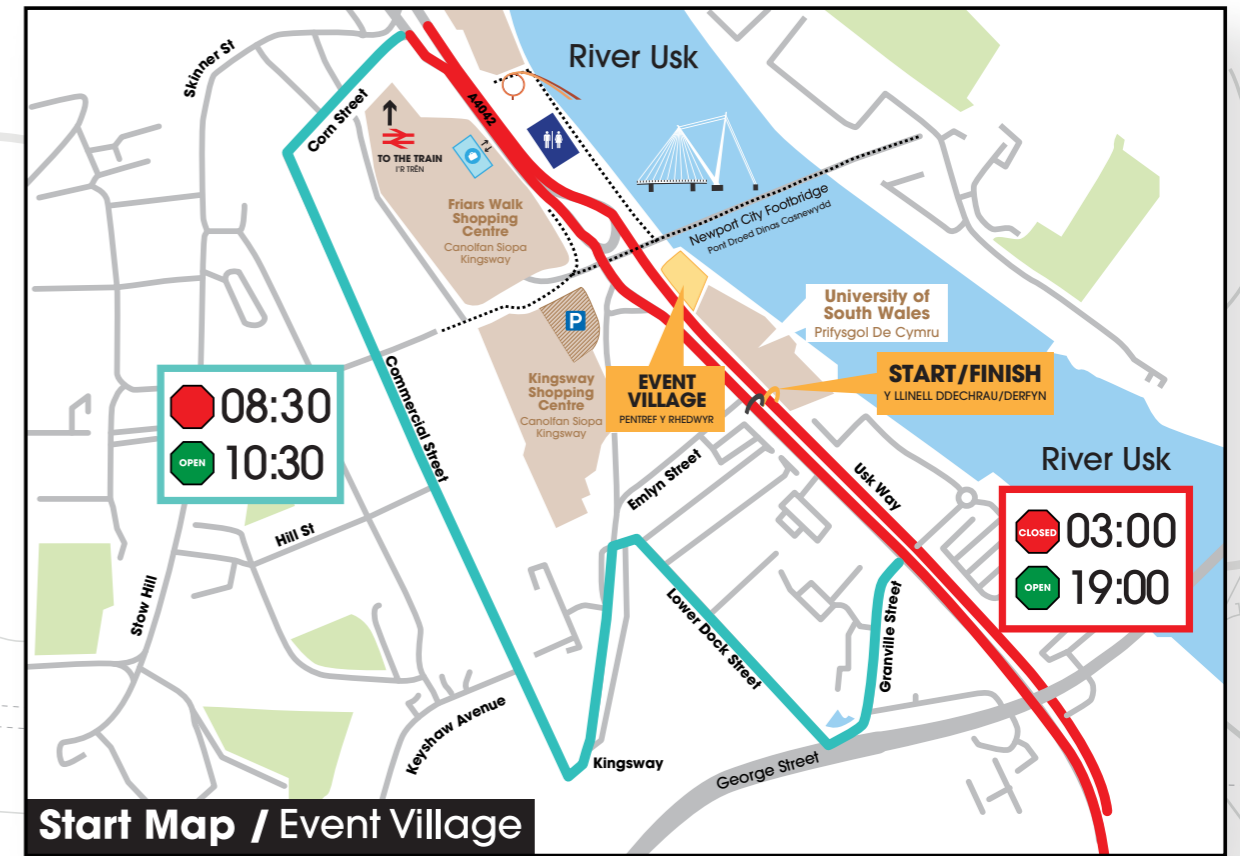 River Usk
Skinner St
Corn Street
A4042
TO THE TRAIN
I'R TRÊN
Friars Walk
Shopping
Centre
Canolfan Siopa
Kingsway
Newport City Footbridge
Pont Droed Dinas Casnewydd
P
University of
South Wales
Prifysgol De Cymru
START/FINISH
Y LLINELL DDECHRAU/DERFYN
EVENT
VILLAGE
PENTREF Y RHEDWYR
Kingsway
Shopping
Centre
Canolfan Siopa
Kingsway
08:30
OPEN 10:30
Commercial Street
Emlyn Street
Usk Way
River Usk
CLOSED 03:00
OPEN 19:00
Hill St
Stow Hill
Lower Dock Street
Granville Street
Keyshaw Avenue
Kingsway
George Street
Start Map / Event Village